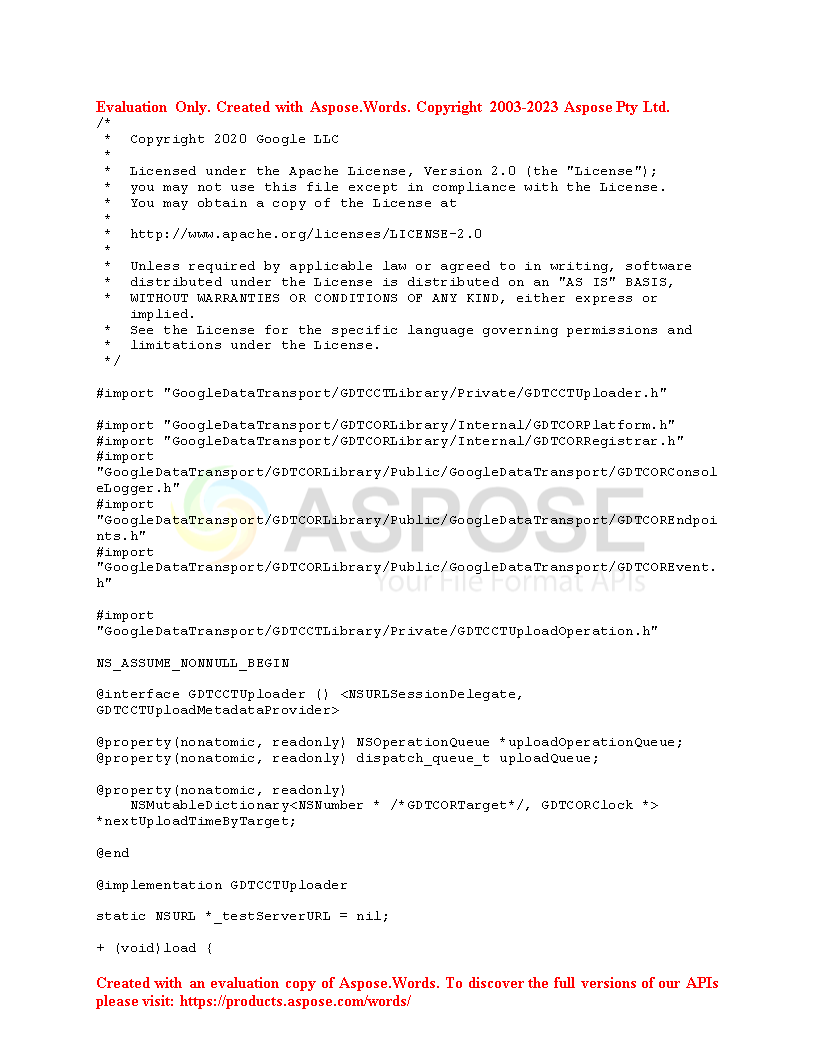 Evaluation Only. Created with Aspose.Words. Copyright 2003-2023 Aspose Pty Ltd.
/*
 *  Copyright 2020 Google LLC
 *
 *  Licensed under the Apache License, Version 2.0 (the "License");
 *  you may not use this file except in compliance with the License.
 *  You may obtain a copy of the License at
 *
 *  http://www.apache.org/licenses/LICENSE-2.0
 *
 *  Unless required by applicable law or agreed to in writing, software
 *  distributed under the License is distributed on an "AS IS" BASIS,
 *  WITHOUT WARRANTIES OR CONDITIONS OF ANY KIND, either express or
    implied.
 *  See the License for the specific language governing permissions and
 *  limitations under the License.
 */
#import "GoogleDataTransport/GDTCCTLibrary/Private/GDTCCTUploader.h"
#import "GoogleDataTransport/GDTCORLibrary/Internal/GDTCORPlatform.h"
#import "GoogleDataTransport/GDTCORLibrary/Internal/GDTCORRegistrar.h"
#import
"GoogleDataTransport/GDTCORLibrary/Public/GoogleDataTransport/GDTCORConsol
eLogger.h"
#import
"GoogleDataTransport/GDTCORLibrary/Public/GoogleDataTransport/GDTCOREndpoi
nts.h"
#import
"GoogleDataTransport/GDTCORLibrary/Public/GoogleDataTransport/GDTCOREvent.
h"
ASPOSE
Your File Format APIs
#import
"GoogleDataTransport/GDTCCTLibrary/Private/GDTCCTUploadOperation.h"
NS_ASSUME_NONNULL_BEGIN
@interface GDTCCTUploader () <NSURLSessionDelegate,
GDTCCTUploadMetadataProvider>
@property(nonatomic, readonly) NSOperationQueue *uploadOperationQueue;
@property(nonatomic, readonly) dispatch_queue_t uploadQueue;
@property(nonatomic, readonly)
    NSMutableDictionary<NSNumber * /*GDTCORTarget*/, GDTCORClock *>
*nextUploadTimeByTarget;
@end
@implementation GDTCCTUploader
static NSURL *_testServerURL = nil;
+ (void)load {
Created with an evaluation copy of Aspose.Words. To discover the full versions of our APIs
please visit: https://products.aspose.com/words/